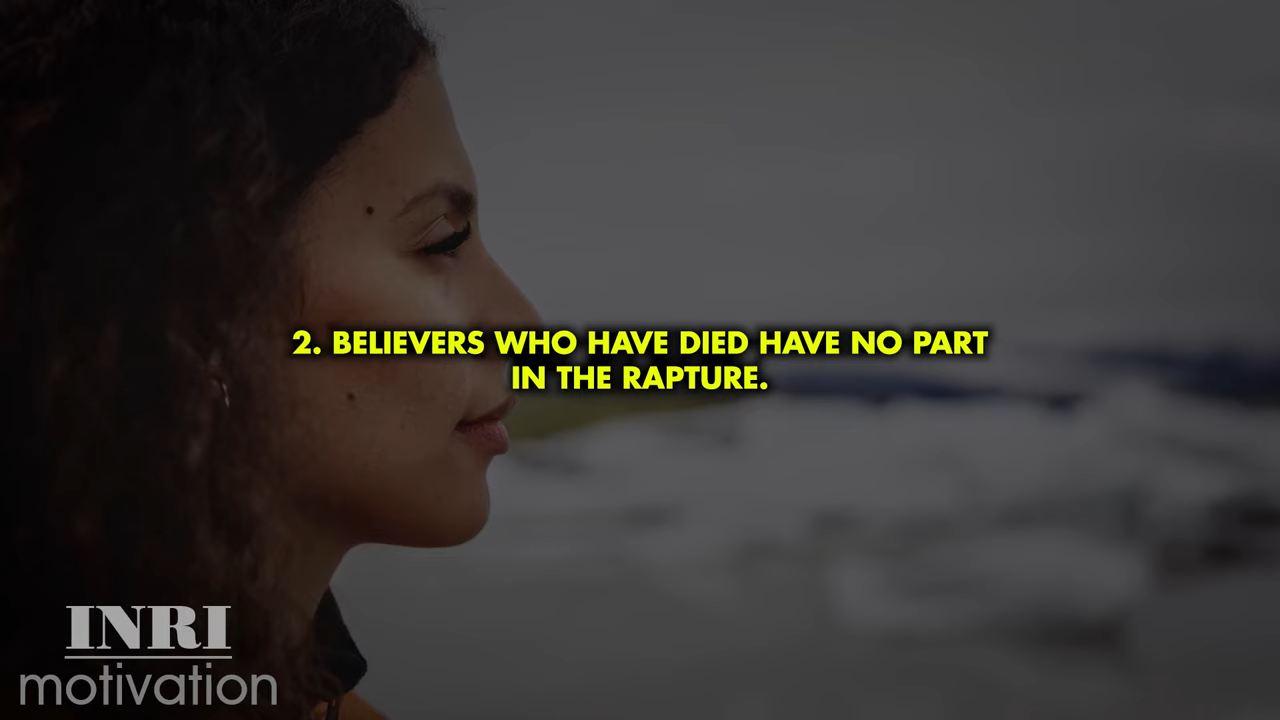 2. BELIEVERS WHO HAVE DIED HAVE NO PART
IN THE RAPTURE.
INRI
motivation